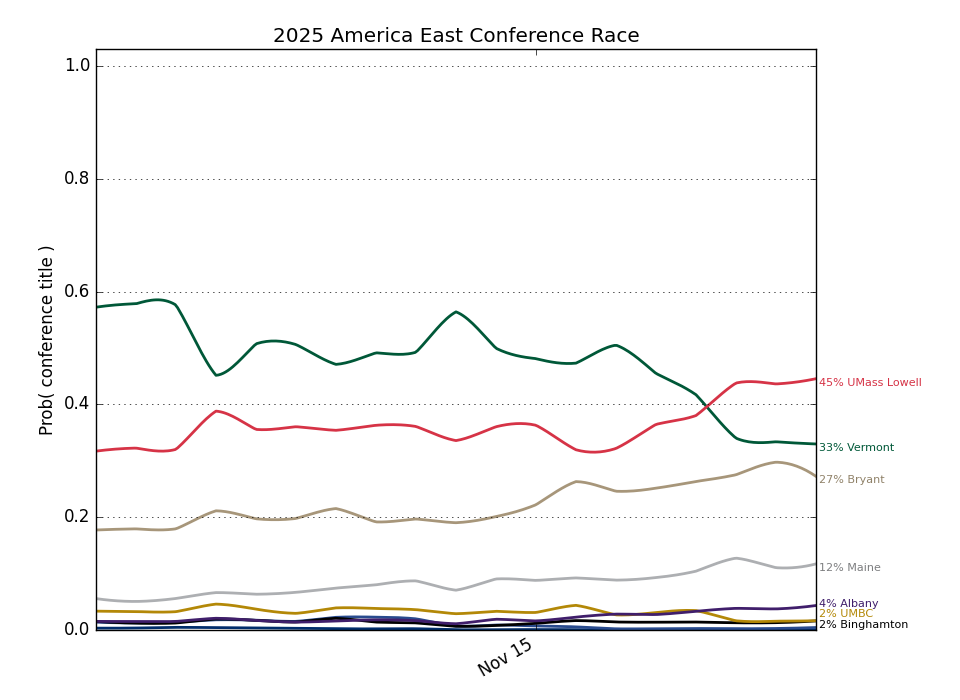 2025 America East Conference Race
1.0
0.8
0.6
0.4
0.2
0.0
Prob( conference title )
Nov 15
45% UMass Lowell
33% Vermont
27% Bryant
12% Maine
4% Albany
2% UMBC
2% Binghamton